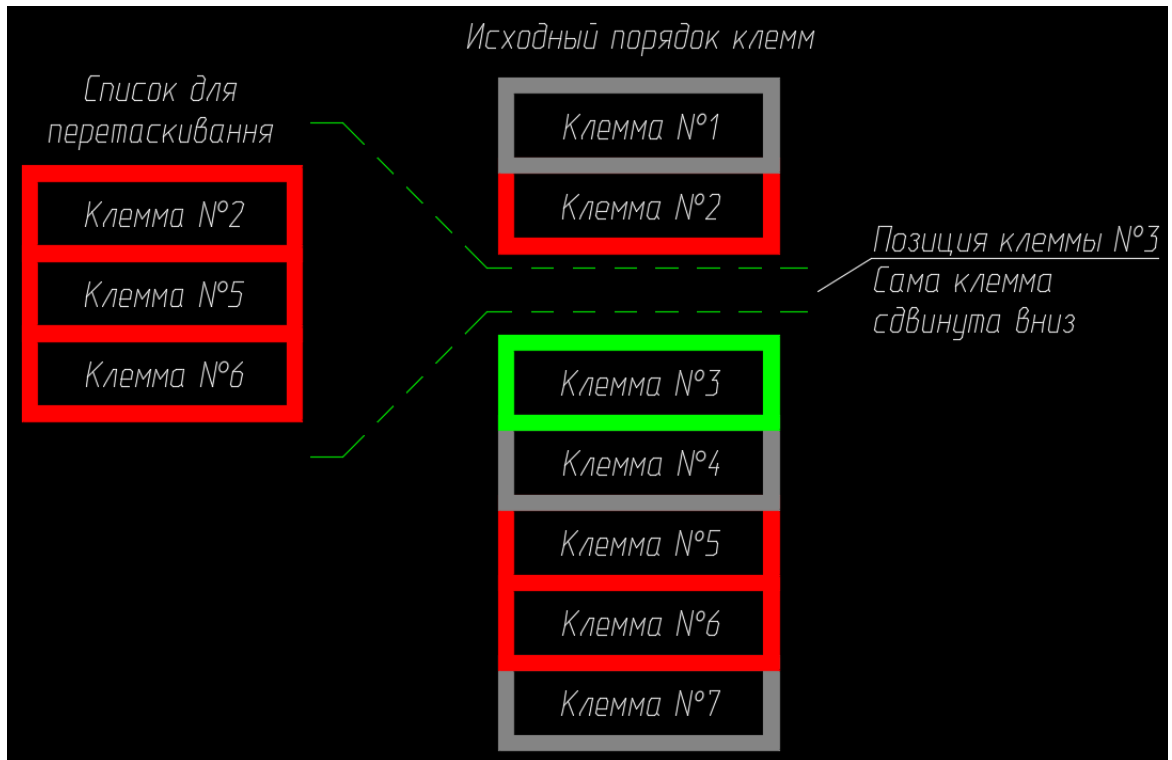 Исходный порядок клемм
Список для
перетаскивання
Клемма №2
Клемма №5
Клемма №6
Клемма №1
Клемма №2
Позиция клеммы №3
Сама клемма
сдвинута вниз
Клемма №3
Клемма №4
Клемма №5
Клемма №6
Клемма №7